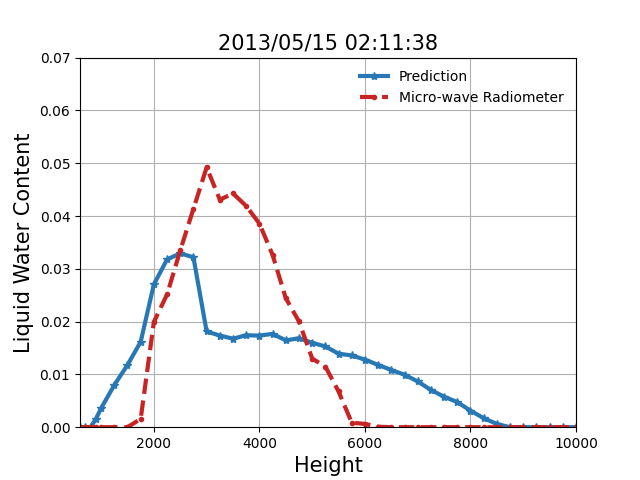 2013/05/15 02:11:38
0.07
0.06
0.05
0.04
0.03
0.02
0.01
0.00
Liquid Water Content
Prediction
Micro-wave Radiometer
2000 4000 6000 8000 10000
Height